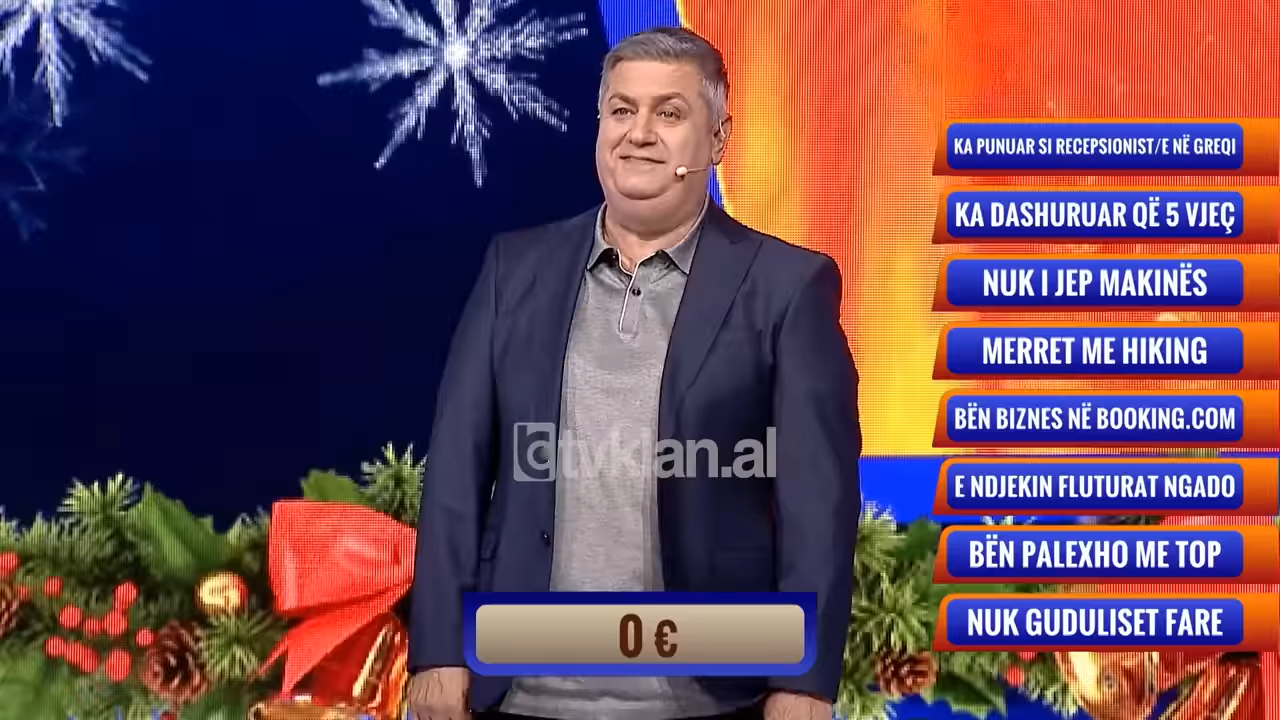 KA PUNUAR SI RECEPSIONIST/E NË GREQI
KA DASHURUAR QË 5 VJEÇ
NUK I JEP MAKINËS
MERRET ME HIKING
BËN BIZNES NË BOOKING.COM
E NDJEKIN FLUTURAT NGADO
BËN PALEXHO ME TOP
NUK GUDULISET FARE
tvklan.al
0 €